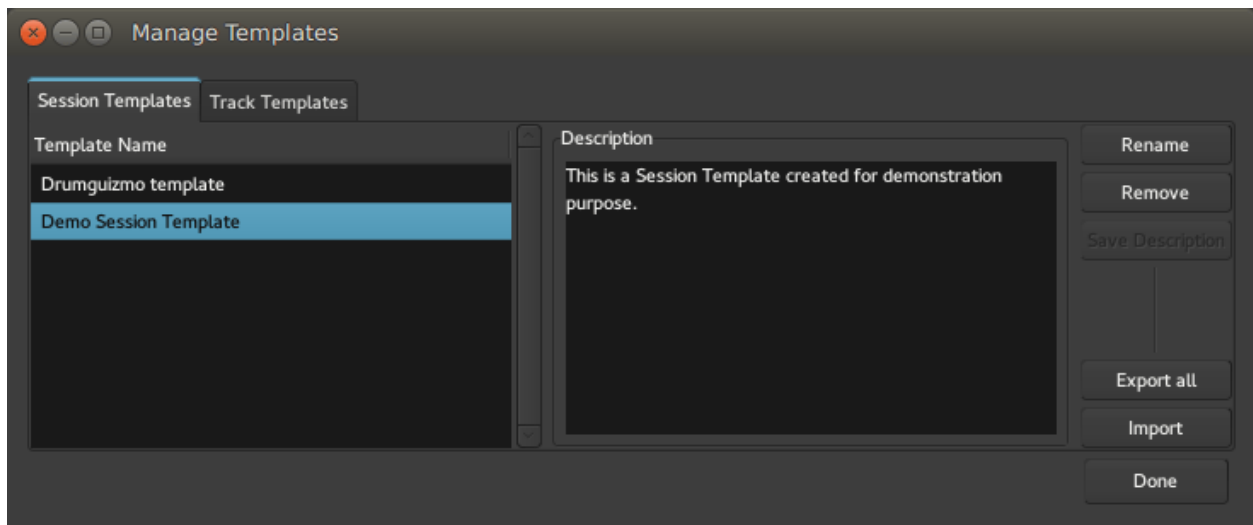 Manage Templates
Session Templates
Track Templates
Template Name
Drumguizmo template
Demo Session Template
Description
This is a Session Template created for demonstration
purpose.
Rename
Remove
Save Description
Export all
Import
Done